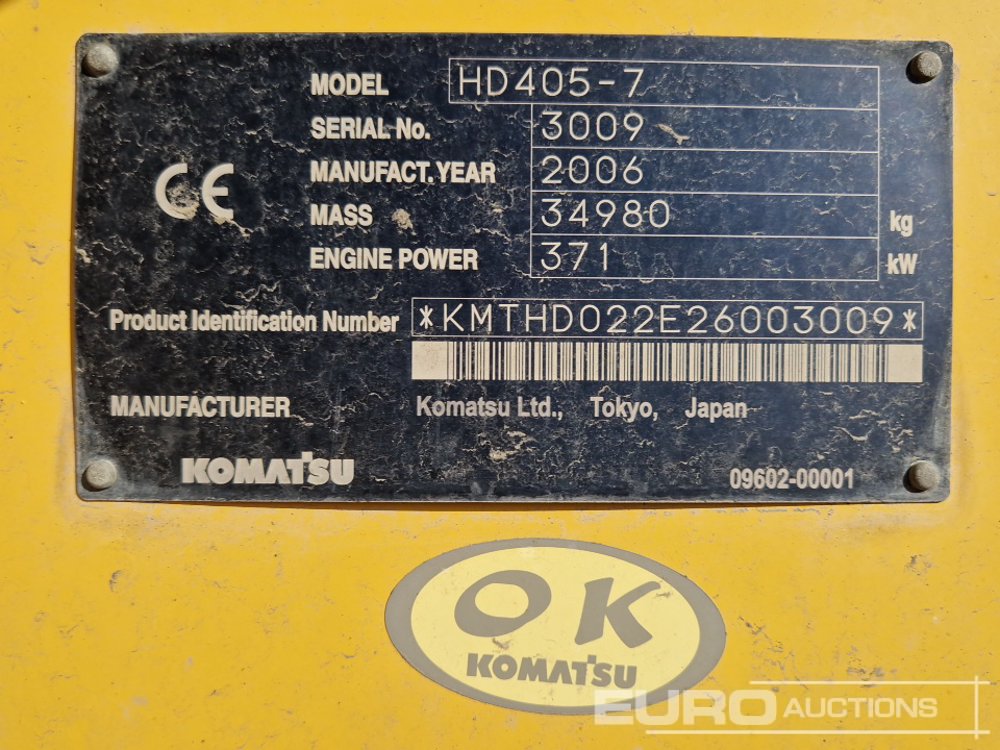 MODEL HD405-7
SERIAL No. 3009
MANUFACT. YEAR 2006
CE
MASS 34980 kg
ENGINE POWER 371 kW
Product Identification Number *KMTHD022E26003009*
MANUFACTURER Komatsu Ltd., Tokyo, Japan
KOMATSU 09602-00001
OK
KOMATSU
EURO AUCTIONS